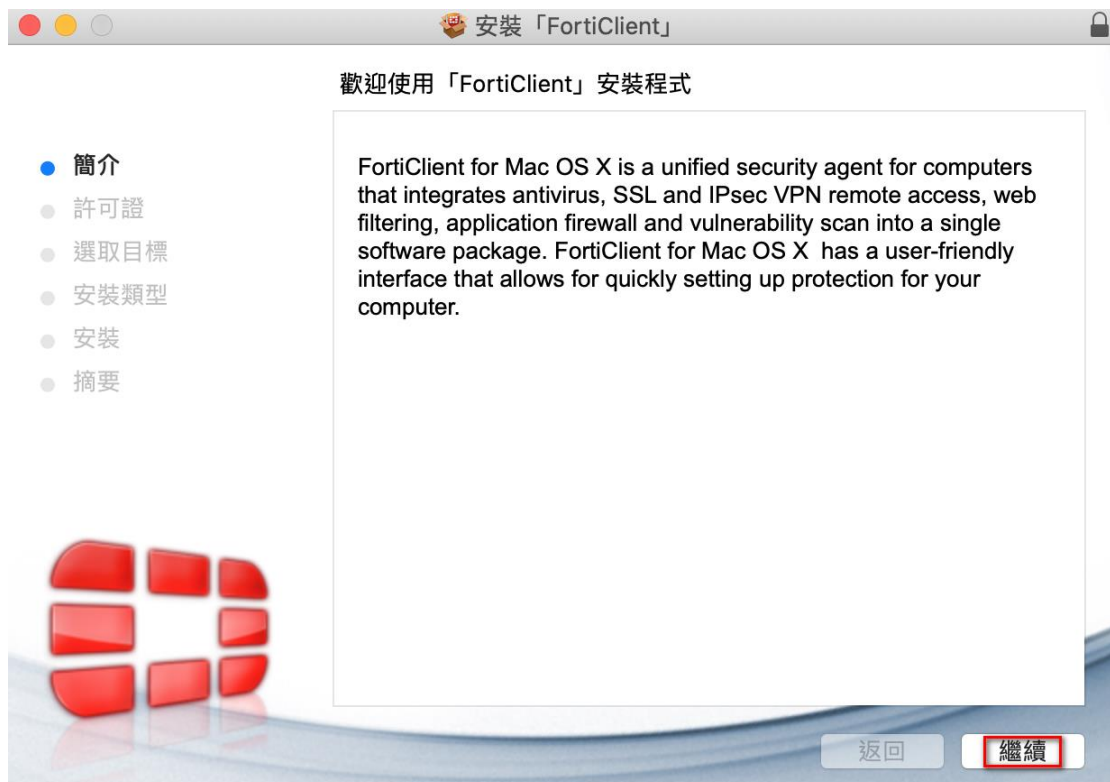 安裝「FortiClient」
歡迎使用「FortiClient」安裝程式
簡介
許可證
選取目標
安裝類型
安裝
摘要
FortiClient for Mac OS X is a unified security agent for computers
that integrates antivirus, SSL and IPsec VPN remote access, web
filtering, application firewall and vulnerability scan into a single
software package. FortiClient for Mac OS X  has a user-friendly
interface that allows for quickly setting up protection for your
computer.
返回
繼續